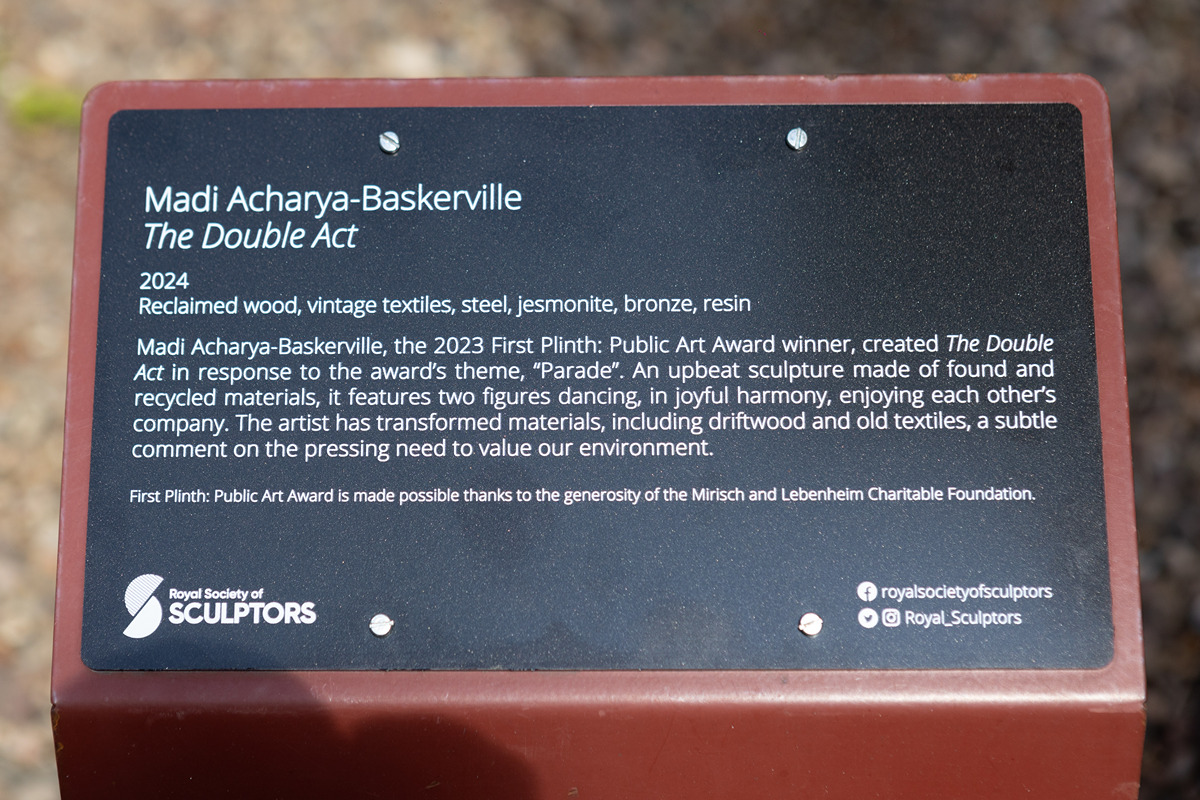 Madi Acharya-Baskerville
The Double Act
2024
Reclaimed wood, vintage textiles, steel, jesmonite, bronze, resin
Madi Acharya-Baskerville, the 2023 First Plinth: Public Art Award winner, created The Double
Act in response to the award’s theme, “Parade”. An upbeat sculpture made of found and
recycled materials, it features two figures dancing, in joyful harmony, enjoying each other’s
company. The artist has transformed materials, including driftwood and old textiles, a subtle
comment on the pressing need to value our environment.
First Plinth: Public Art Award is made possible thanks to the generosity of the Mirisch and Lebenheim Charitable Foundation.
Royal Society of
SCULPTORS
royalsocietyofsculptors
Royal_Sculptors